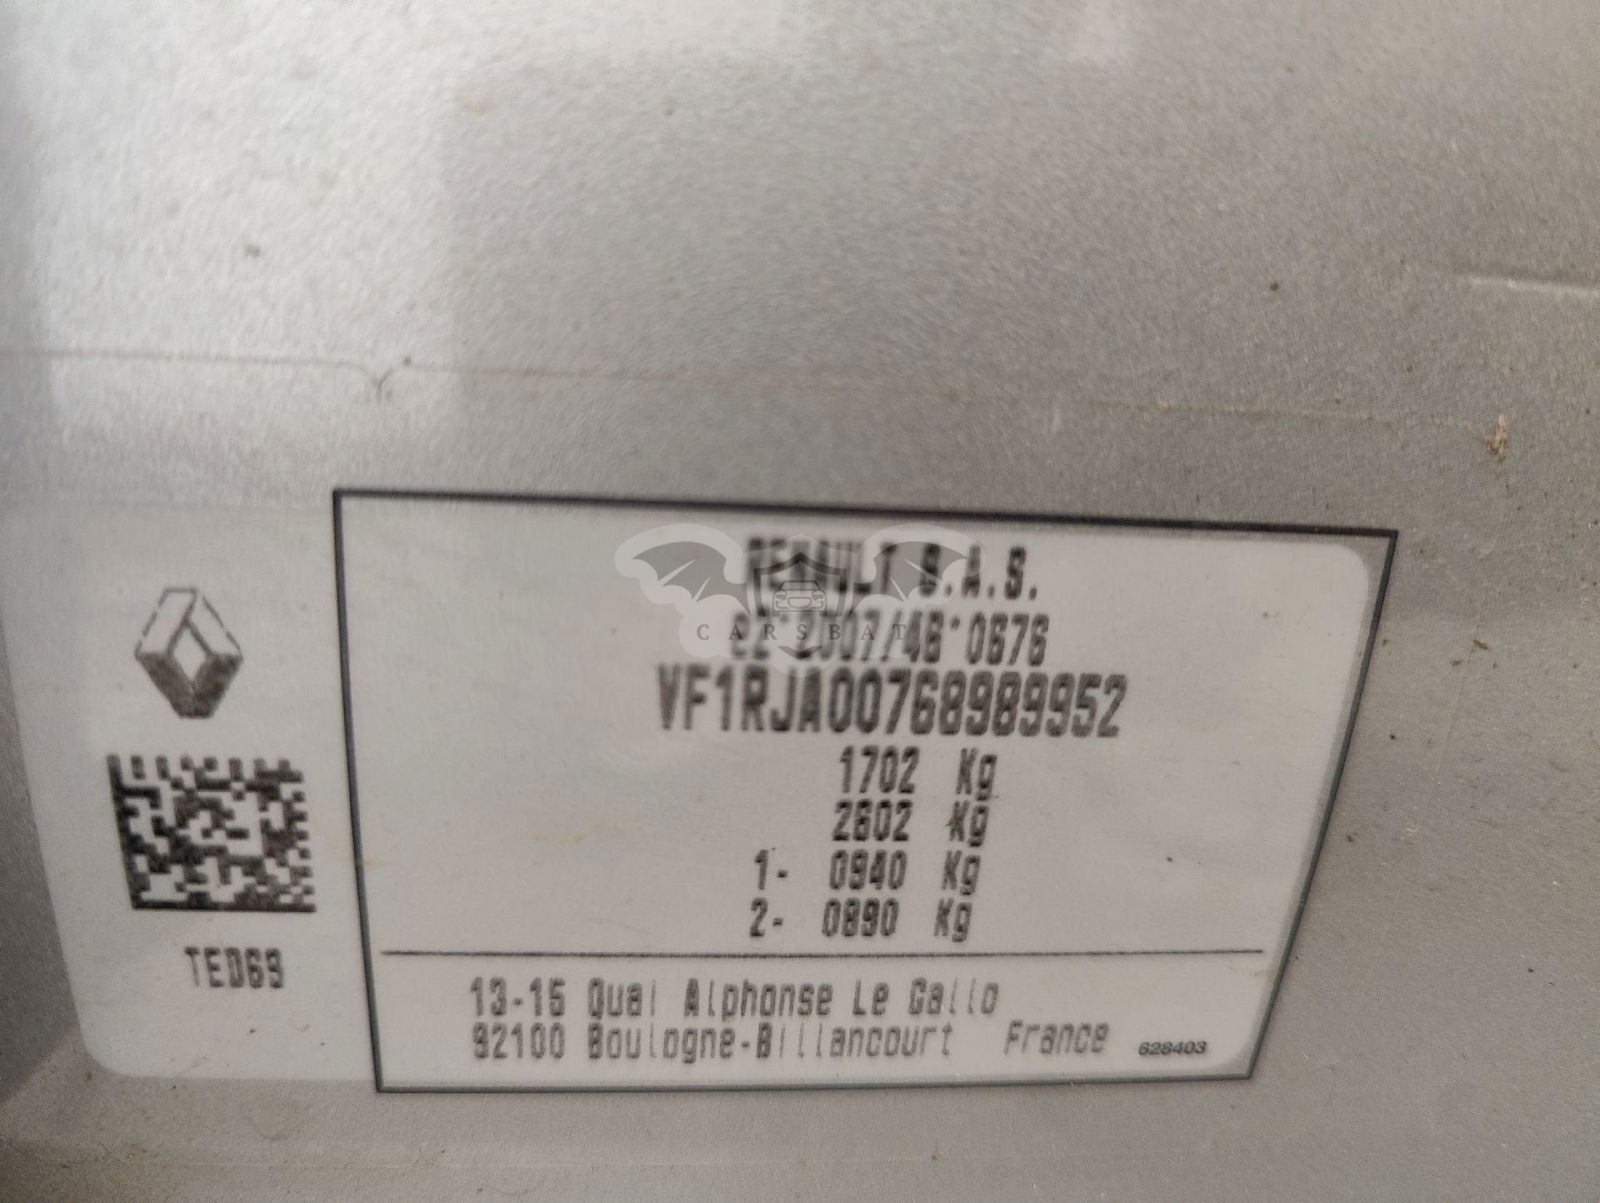 RENAULT S.A.S.
e2*2007/46*0676
VF1RJA00768989952
1702 Kg
2602 Kg
1- 0940 Kg
2- 0890 Kg
TED69
13-15 Quai Alphonse Le Gallo
92100 Boulogne-Billancourt France
628403
CARSBAT